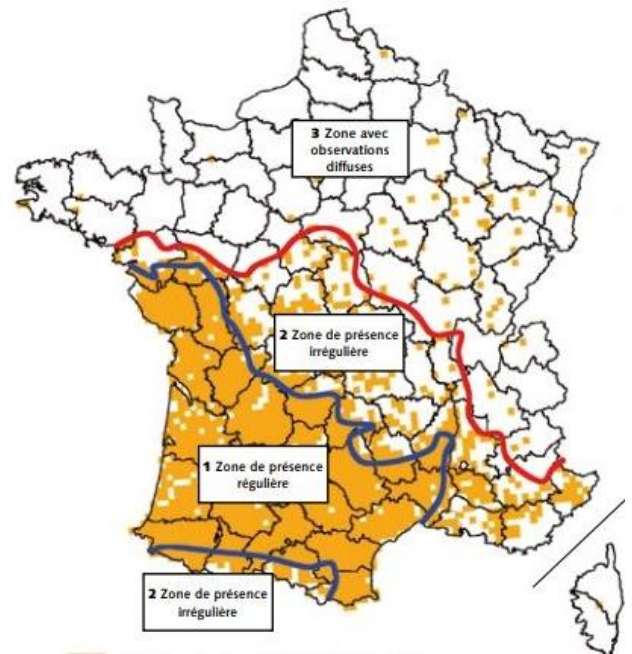 3 Zone avec
observations
diffuses
2 Zone de présence
irrégulière
1 Zone de présence
régulière
2 Zone de présence
irrégulière